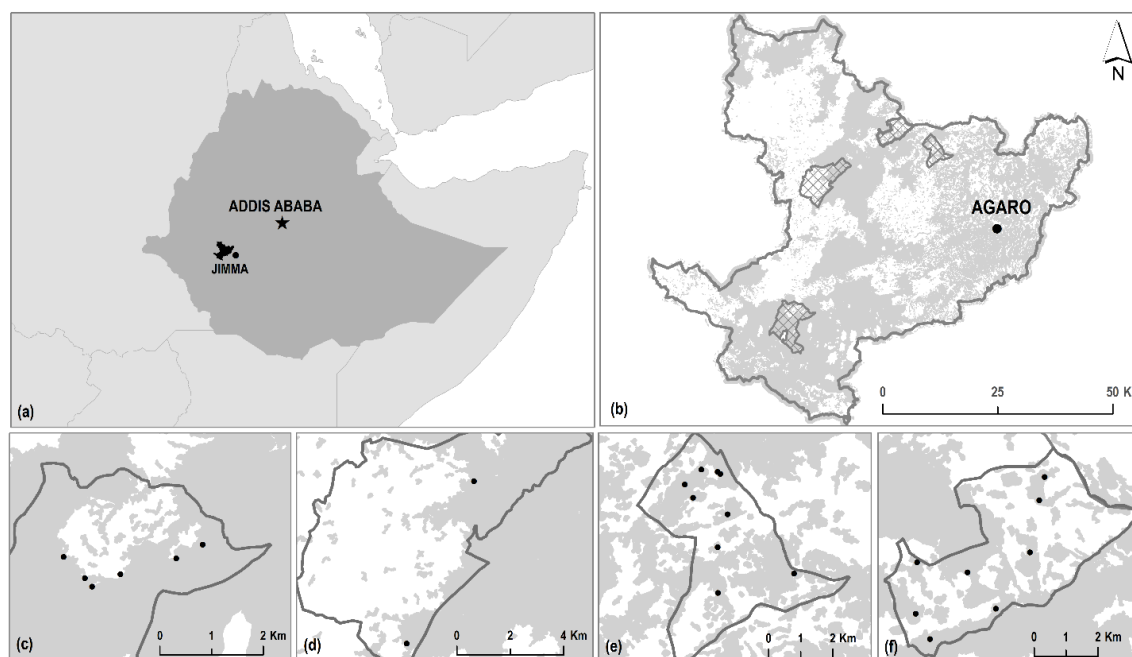 ADDIS ABABA
JIMMA
(a)
N
AGARO
0 25 50 K
(b)
(c)
0 1 2 Km
(d)
0 2 4 Km
(e)
0 1 2 Km
(f)
0 1 2 Km